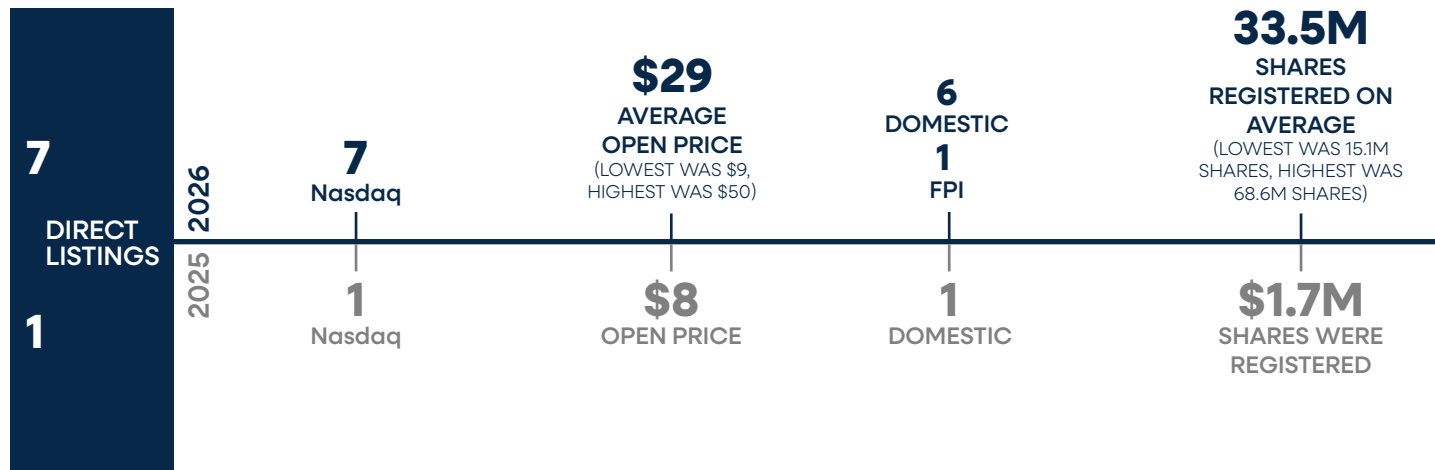 7
DIRECT
LISTINGS
1
2026
7
Nasdaq
$29
AVERAGE
OPEN PRICE
(LOWEST WAS $9,
HIGHEST WAS $50)
6
DOMESTIC
1
FPI
33.5M
SHARES
REGISTERED ON
AVERAGE
(LOWEST WAS 15.1M
SHARES, HIGHEST WAS
68.6M SHARES)
2025
1
Nasdaq
$8
OPEN PRICE
1
DOMESTIC
$1.7M
SHARES WERE
REGISTERED